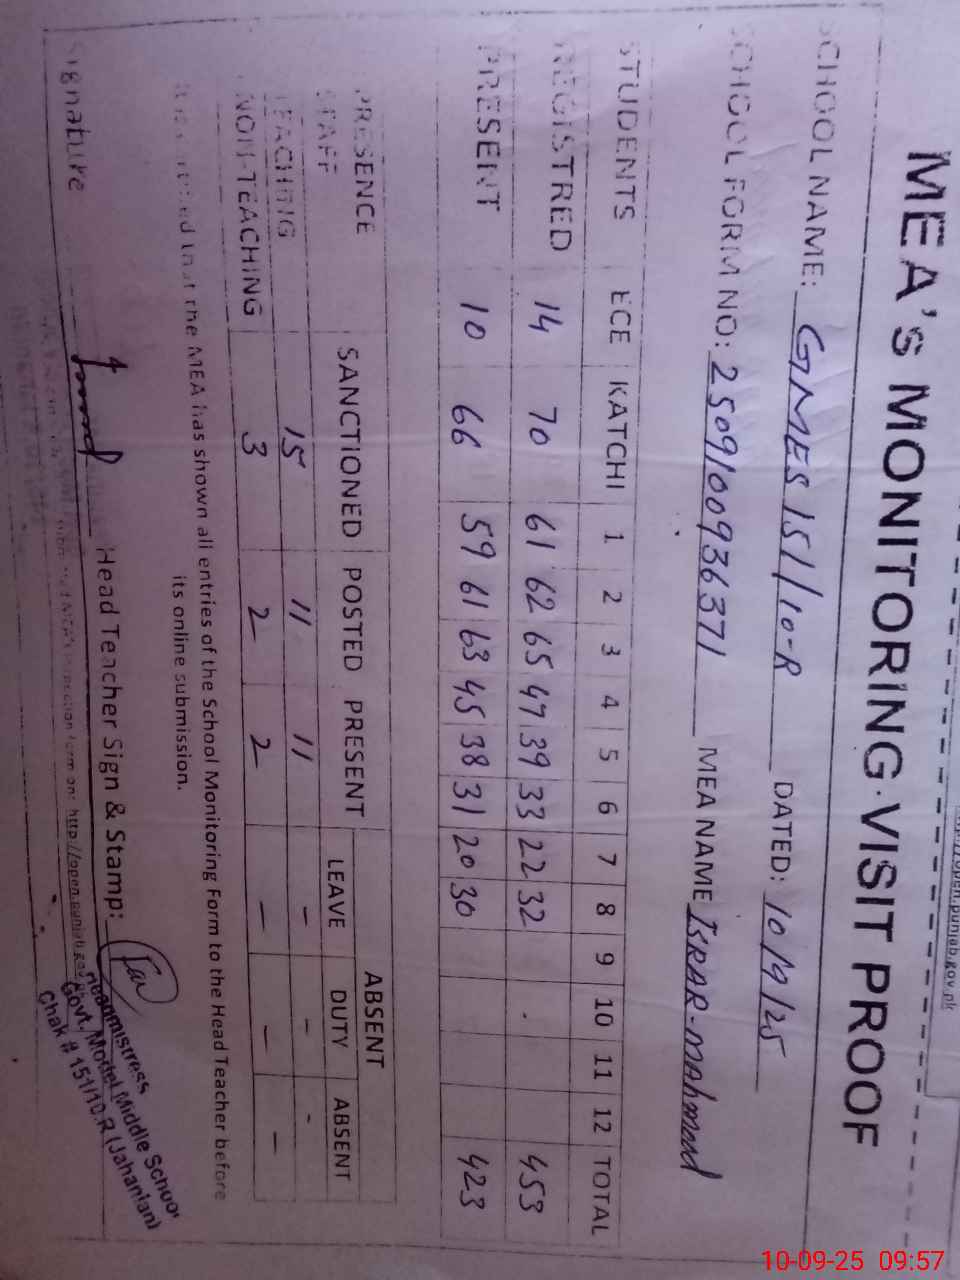 MEA's MONITORING VISIT PROOF
SCHOOL NAME: GMES 151/10-R DATED: 10/9/25
SCHOOL FORM NO: 2509100936371 MEA NAME ISRAR-MAHMOOD
STUDENTS ECE KATCHI 1 2 3 4 5 6 7 8 9 10 11 12 TOTAL
REGISTRED 14 70 61 62 65 47 39 33 22 32 453
PRESENT 10 66 59 61 63 45 38 31 20 30 423
PRESENCE SANCTIONED POSTED PRESENT ABSENT
STAFF LEAVE DUTY ABSENT
TEACHING 15 11 11 - - -
NON-TEACHING 3 2 2 - - -
that the MEA has shown all entries of the School Monitoring Form to the Head Teacher before
its online submission.
Signature Head Teacher Sign & Stamp:
Headmistress
Govt. Model Middle School
Chak # 151/10.R (Jahanian)
10-09-25 09:57